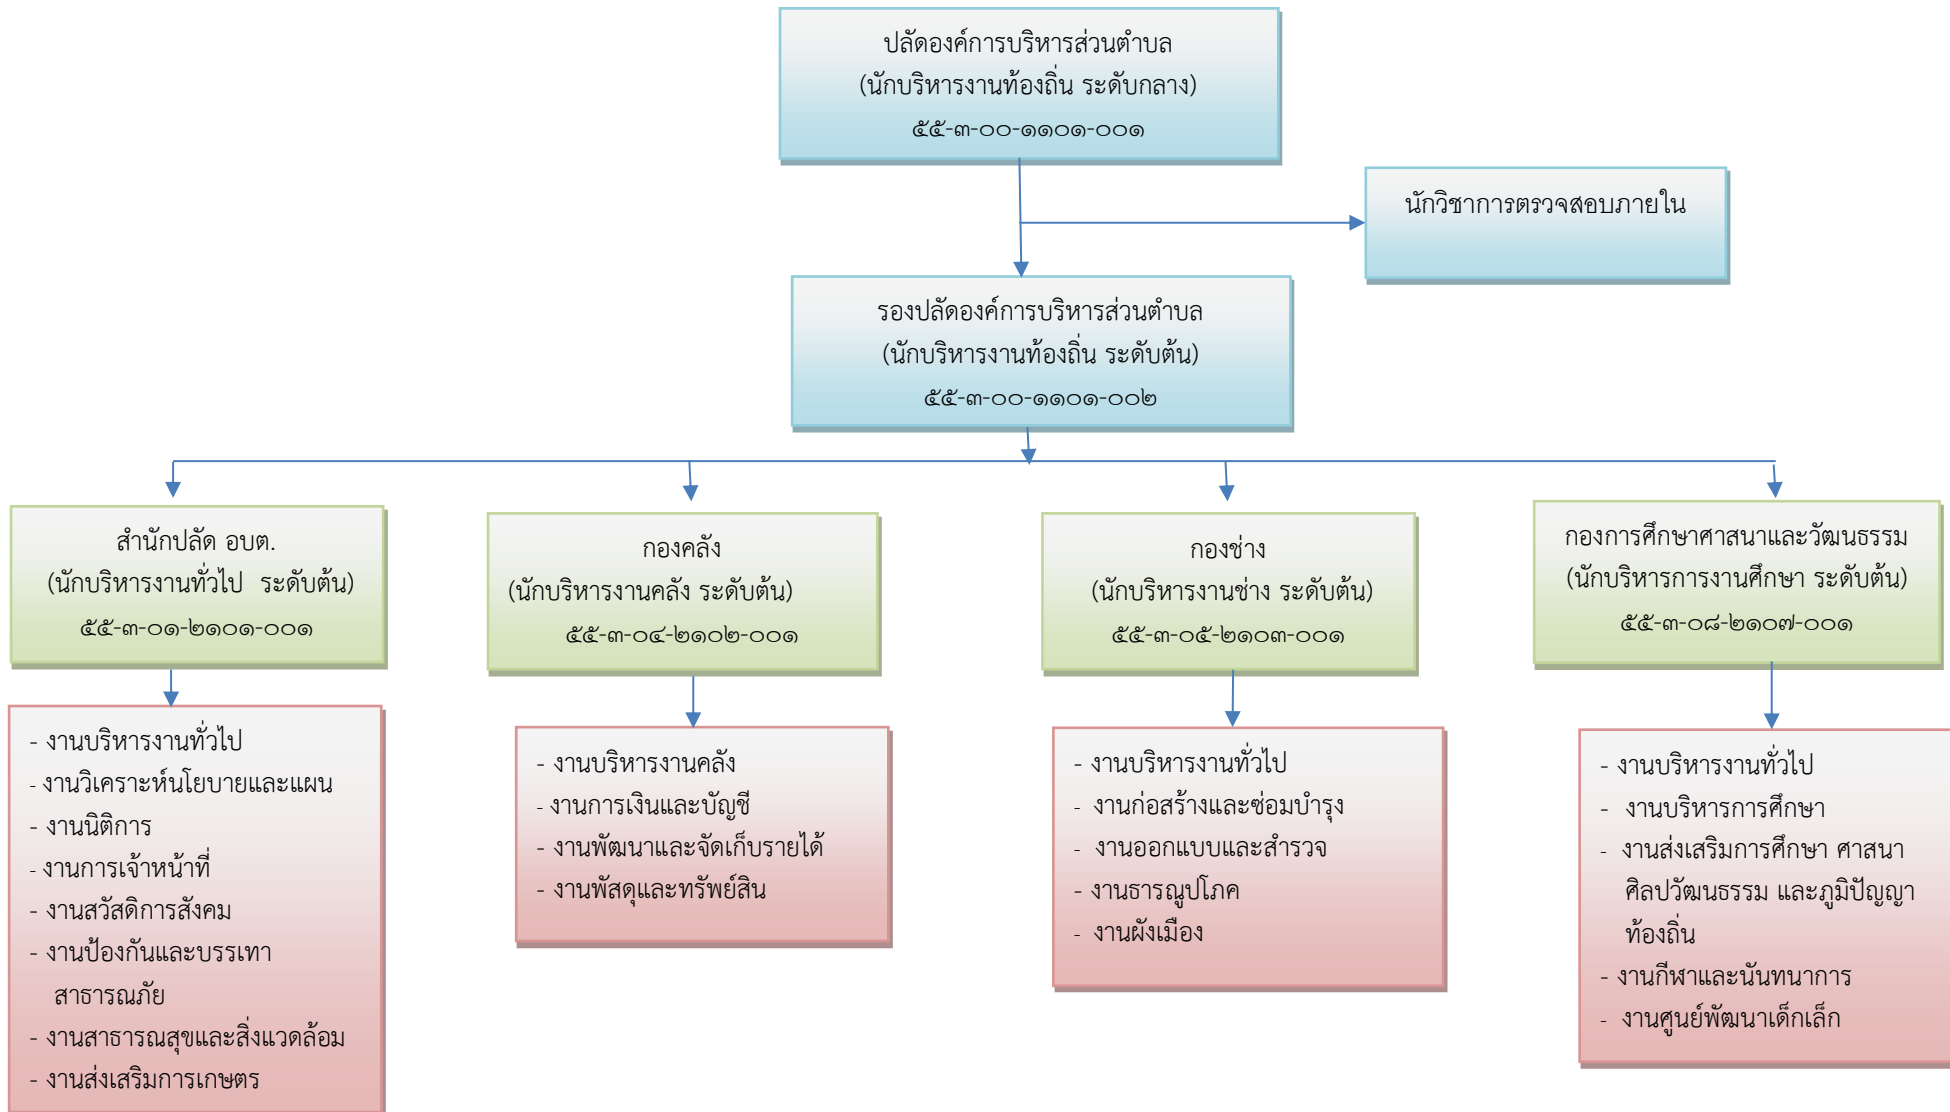 ปลัดองค์การบริหารส่วนตำบล
(นักบริหารงานท้องถิ่น ระดับกลาง)
๕๕-๓-๐๐-๑๑๐๑-๐๐๑
นักวิชาการตรวจสอบภายใน
รองปลัดองค์การบริหารส่วนตำบล
(นักบริหารงานท้องถิ่น ระดับต้น)
๕๕-๓-๐๐-๑๑๐๑-๐๐๒
สำนักปลัด อบต.
(นักบริหารงานทั่วไป ระดับต้น)
๕๕-๓-๐๑-๒๑๐๑-๐๐๑
กองคลัง
(นักบริหารงานคลัง ระดับต้น)
๕๕-๓-๐๔-๒๑๐๒-๐๐๑
กองช่าง
(นักบริหารงานช่าง ระดับต้น)
๕๕-๓-๐๕-๒๑๐๓-๐๐๑
กองการศึกษาศาสนาและวัฒนธรรม
(นักบริหารการงานศึกษา ระดับต้น)
๕๕-๓-๐๘-๒๑๐๗-๐๐๑
- งานบริหารงานทั่วไป
- งานวิเคราะห์นโยบายและแผน
- งานนิติการ
- งานการเจ้าหน้าที่
- งานสวัสดิการสังคม
- งานป้องกันและบรรเทา
สาธารณภัย
- งานสาธารณสุขและสิ่งแวดล้อม
- งานส่งเสริมการเกษตร
- งานบริหารงานคลัง
- งานการเงินและบัญชี
- งานพัฒนาและจัดเก็บรายได้
- งานพัสดุและทรัพย์สิน
- งานบริหารงานทั่วไป
- งานก่อสร้างและซ่อมบำรุง
- งานออกแบบและสำรวจ
- งานธารณูปโภค
- งานผังเมือง
- งานบริหารงานทั่วไป
- งานบริหารการศึกษา
- งานส่งเสริมการศึกษา ศาสนา
ศิลปวัฒนธรรม และภูมิปัญญา
ท้องถิ่น
- งานกีฬาและนันทนาการ
- งานศูนย์พัฒนาเด็กเล็ก